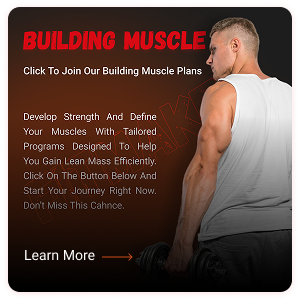 BUILDING MUSCLE
Click To Join Our Building Muscle Plans
Develop Strength And Define
Your Muscles With Tailored
Programs Designed To Help
You Gain Lean Mass Efficiently.
Click On The Button Below And
Start Your Journey Right Now.
Don't Miss This Cahnce.
Learn More